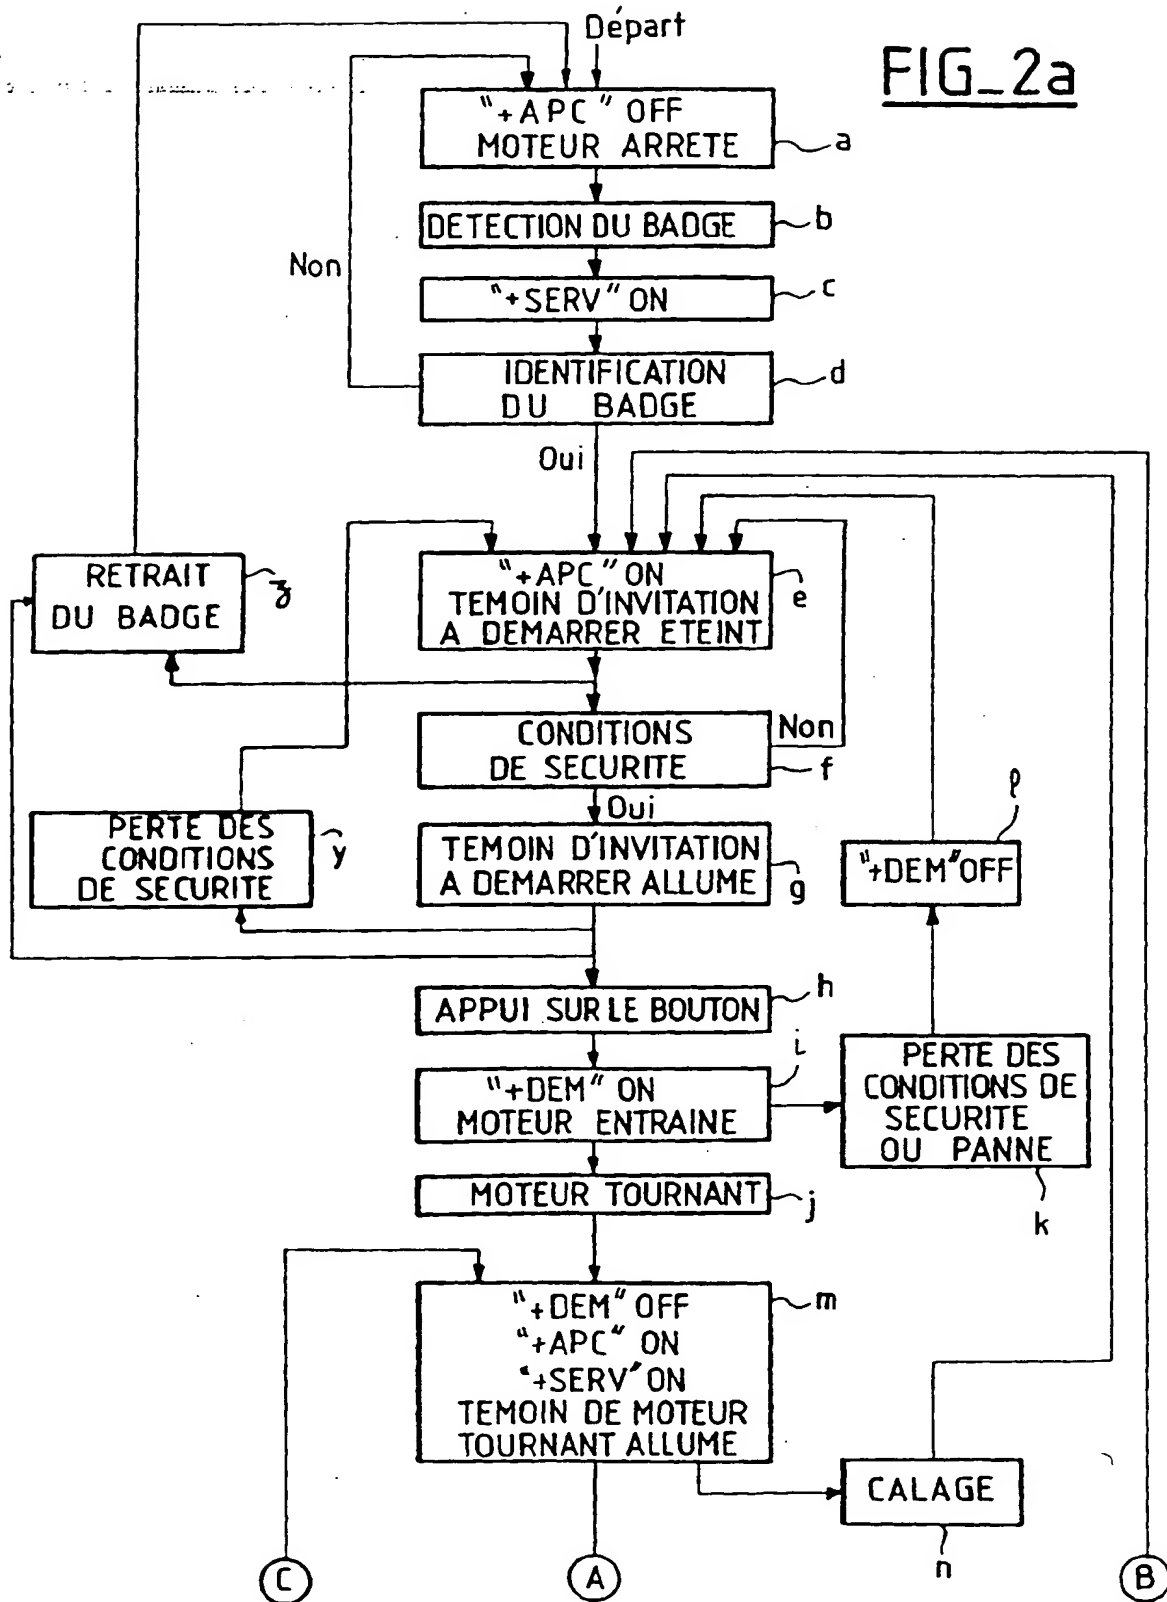 Départ
FIG_2a
"+APC" OFF
MOTEUR ARRETE
a
DETECTION DU BADGE
b
Non
"+SERV" ON
c
IDENTIFICATION
DU BADGE
d
Oui
RETRAIT
DU BADGE
z
"+APC" ON
TEMOIN D'INVITATION
A DEMARRER ETEINT
e
CONDITIONS
DE SECURITE
Non
f
Oui
PERTE DES
CONDITIONS
DE SECURITE
y
TEMOIN D'INVITATION
A DEMARRER ALLUME
g
l
"+DEM" OFF
APPUI SUR LE BOUTON
h
"+DEM" ON
MOTEUR ENTRAINE
i
PERTE DES
CONDITIONS DE
SECURITE
OU PANNE
k
MOTEUR TOURNANT
j
"+DEM" OFF
"+APC" ON
"+SERV" ON
TEMOIN DE MOTEUR
TOURNANT ALLUME
m
CALAGE
n
C
A
B